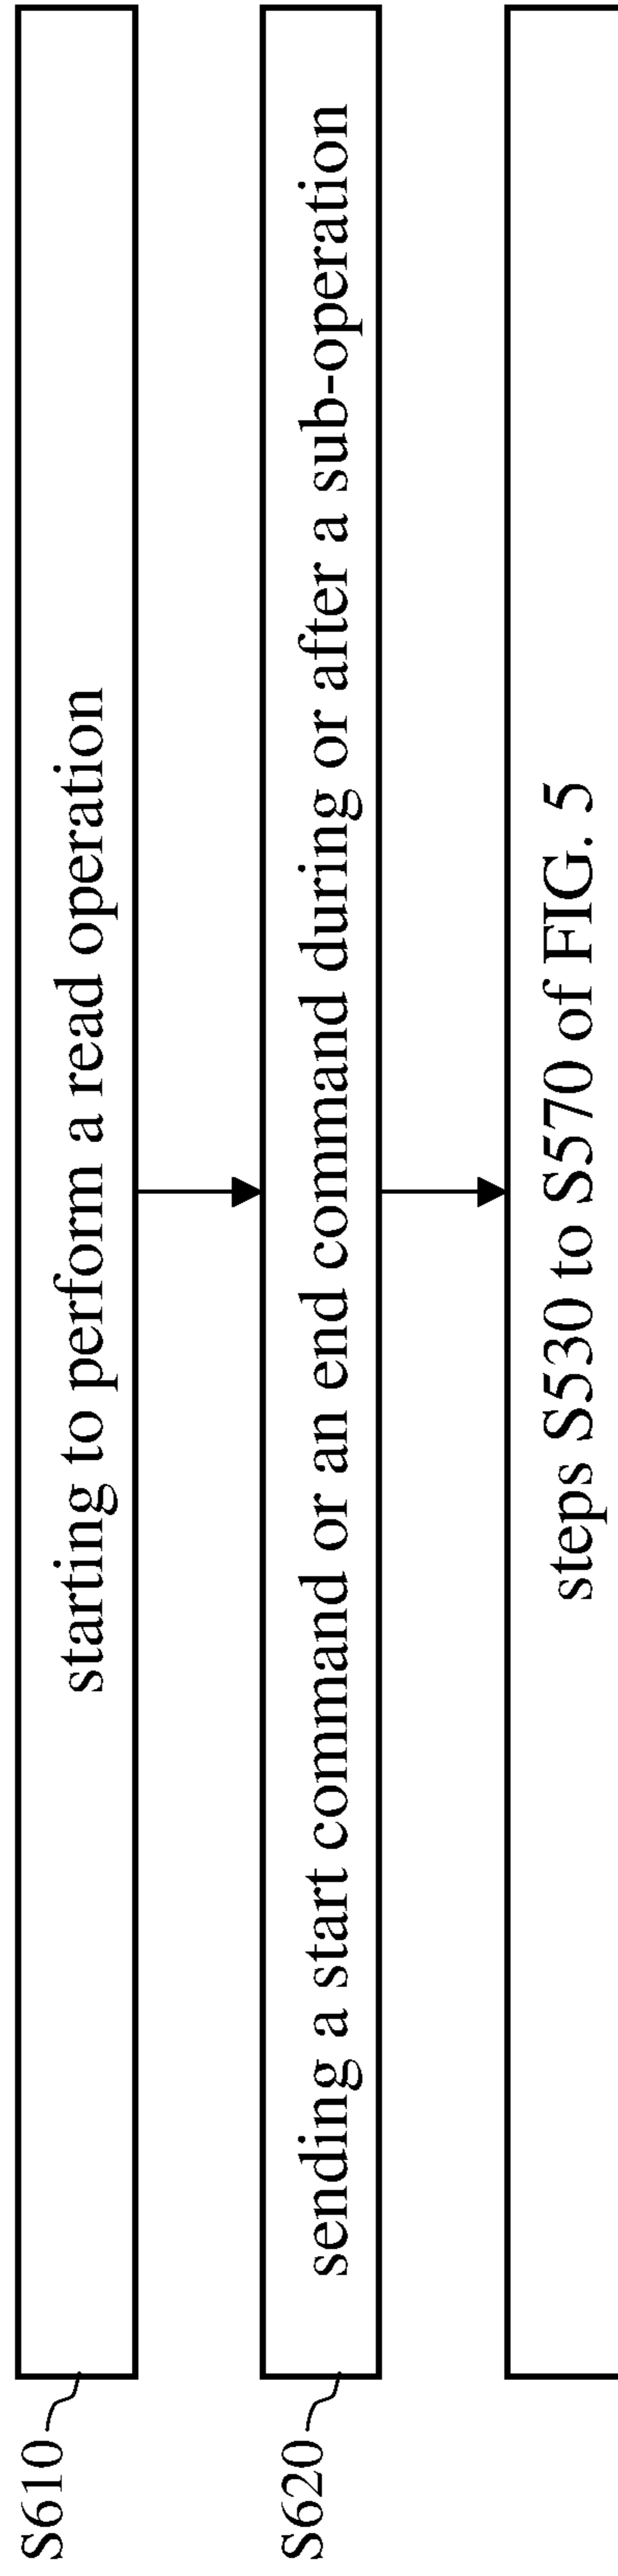 S610
starting to perform a read operation
S620
sending a start command or an end command during or after a sub-operation
steps S530 to S570 of FIG. 5